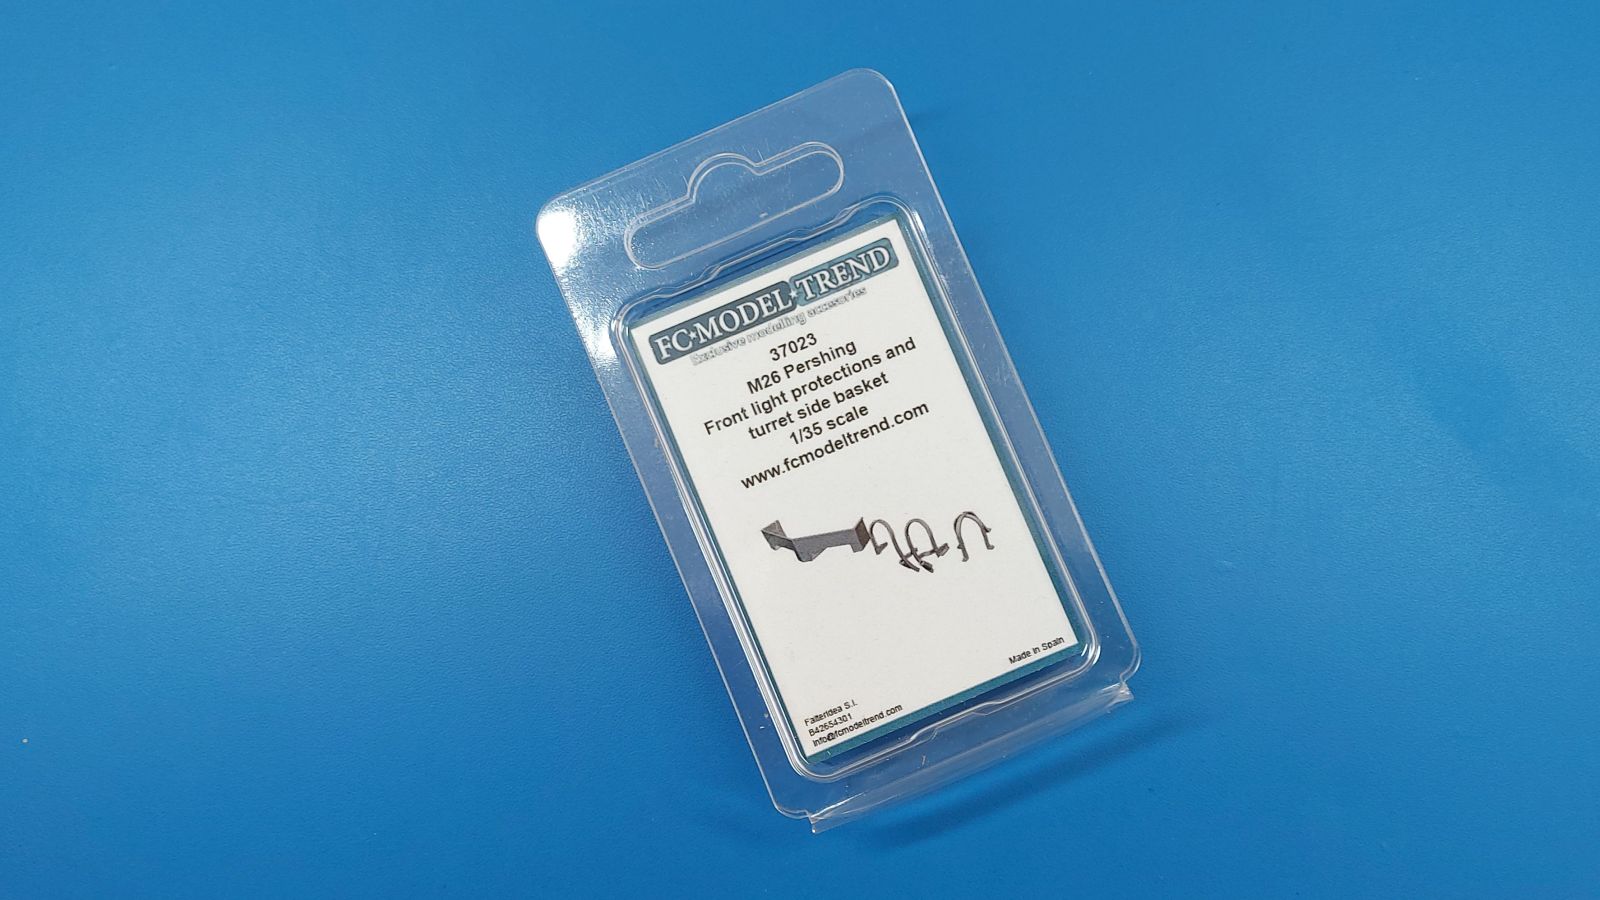 FC★MODEL★TREND
Exclusive modelling accesories
37023
M26 Pershing
Front light protections and
turret side basket
1/35 scale
www.fcmodeltrend.com
Made in Spain
Falteridea S.l.
B42654301
info@fcmodeltrend.com